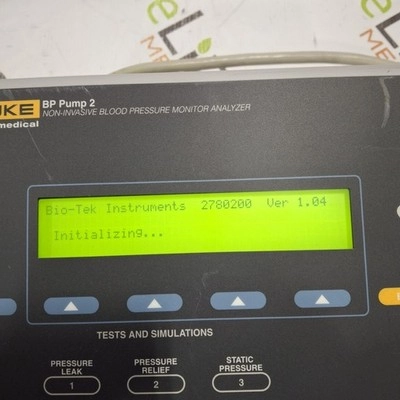 BP Pump 2
NON-INVASIVE BLOOD PRESSURE MONITOR ANALYZER
medical
Bio-Tek Instruments 2780200 Ver 1.04
Initializing...
TESTS AND SIMULATIONS
PRESSURE LEAK
PRESSURE RELIEF
STATIC PRESSURE
1
2
3